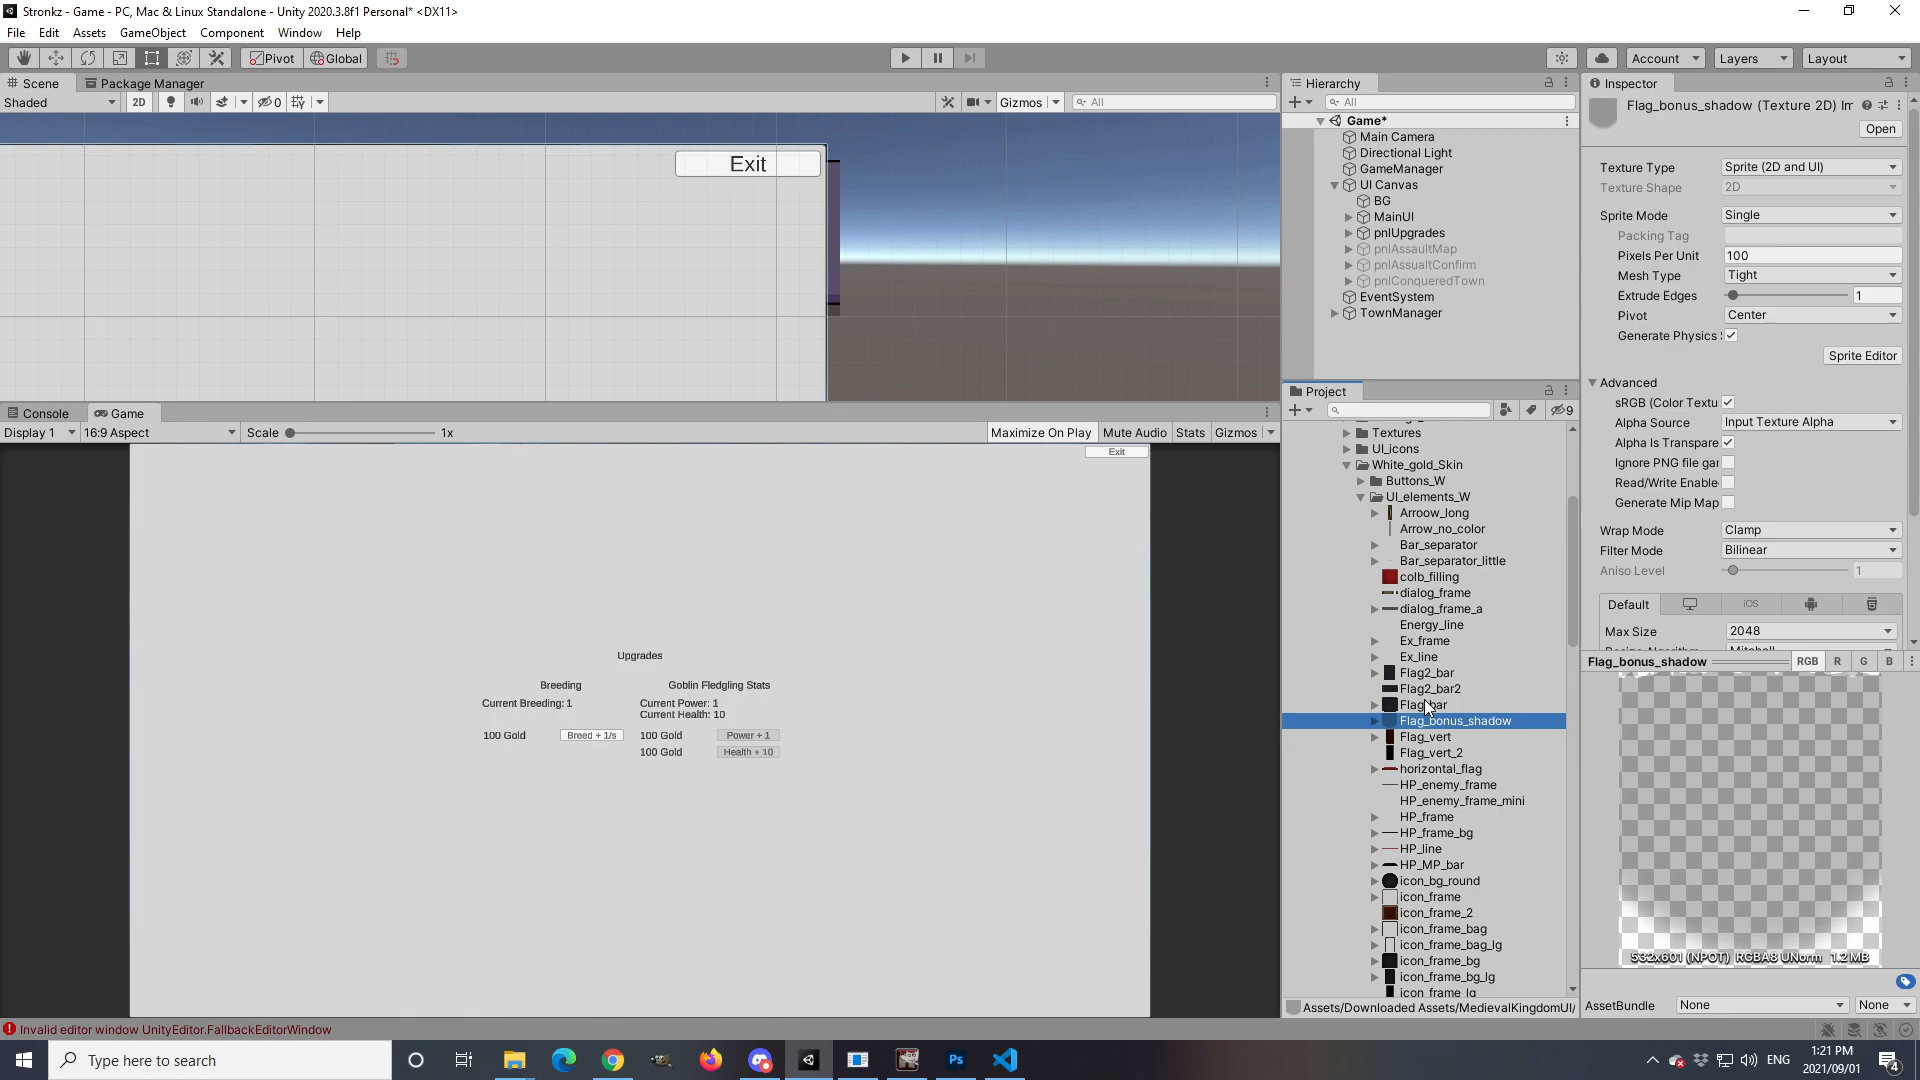 Stronkz - Game - PC, Mac & Linux Standalone - Unity 2020.3.8f1 Personal* <DX11>
File Edit Assets GameObject Component Window Help
Pivot Global Account Layers Layout
Scene Package Manager
Shaded 2D 0 Gizmos All
Exit
Console Game
Display 1 16:9 Aspect Scale 1x Maximize On Play Mute Audio Stats Gizmos
Exit
Upgrades
Breeding Goblin Fledgling Stats
Current Breeding: 1 Current Power: 1
Current Health: 10
100 Gold Breed + 1/s 100 Gold Power + 1
100 Gold Health + 10
Hierarchy
All
Game*
Main Camera
Directional Light
GameManager
UI Canvas
BG
MainUI
pnlUpgrades
pnlAssaultMap
pnlAssualtConfirm
pnlConqueredTown
EventSystem
TownManager
Project
9
Textures
UI_icons
White_gold_Skin
Buttons_W
UI_elements_W
Arroow_long
Arrow_no_color
Bar_separator
Bar_separator_little
colb_filling
dialog_frame
dialog_frame_a
Energy_line
Ex_frame
Ex_line
Flag2_bar
Flag2_bar2
Flag_bar
Flag_bonus_shadow
Flag_vert
Flag_vert_2
horizontal_flag
HP_enemy_frame
HP_enemy_frame_mini
HP_frame
HP_frame_bg
HP_line
HP_MP_bar
icon_bg_round
icon_frame
icon_frame_2
icon_frame_bag
icon_frame_bag_lg
icon_frame_bg
icon_frame_bg_lg
icon_frame_lg
Assets/Downloaded Assets/MedievalKingdomUI/
Inspector
Flag_bonus_shadow (Texture 2D) Im
Open
Texture Type Sprite (2D and UI)
Texture Shape 2D
Sprite Mode Single
Packing Tag
Pixels Per Unit 100
Mesh Type Tight
Extrude Edges 1
Pivot Center
Generate Physics S
Sprite Editor
Advanced
sRGB (Color Textu
Alpha Source Input Texture Alpha
Alpha Is Transpare
Ignore PNG file gar
Read/Write Enable
Generate Mip Map
Wrap Mode Clamp
Filter Mode Bilinear
Aniso Level 1
Default iOS
Max Size 2048
Mitchell
Flag_bonus_shadow RGB R G B
532x601 (NPOT) RGBA8 UNorm 1.2 MB
AssetBundle None None
Invalid editor window UnityEditor.FallbackEditorWindow
Type here to search Ps ENG 1:21 PM
2021/09/01 4